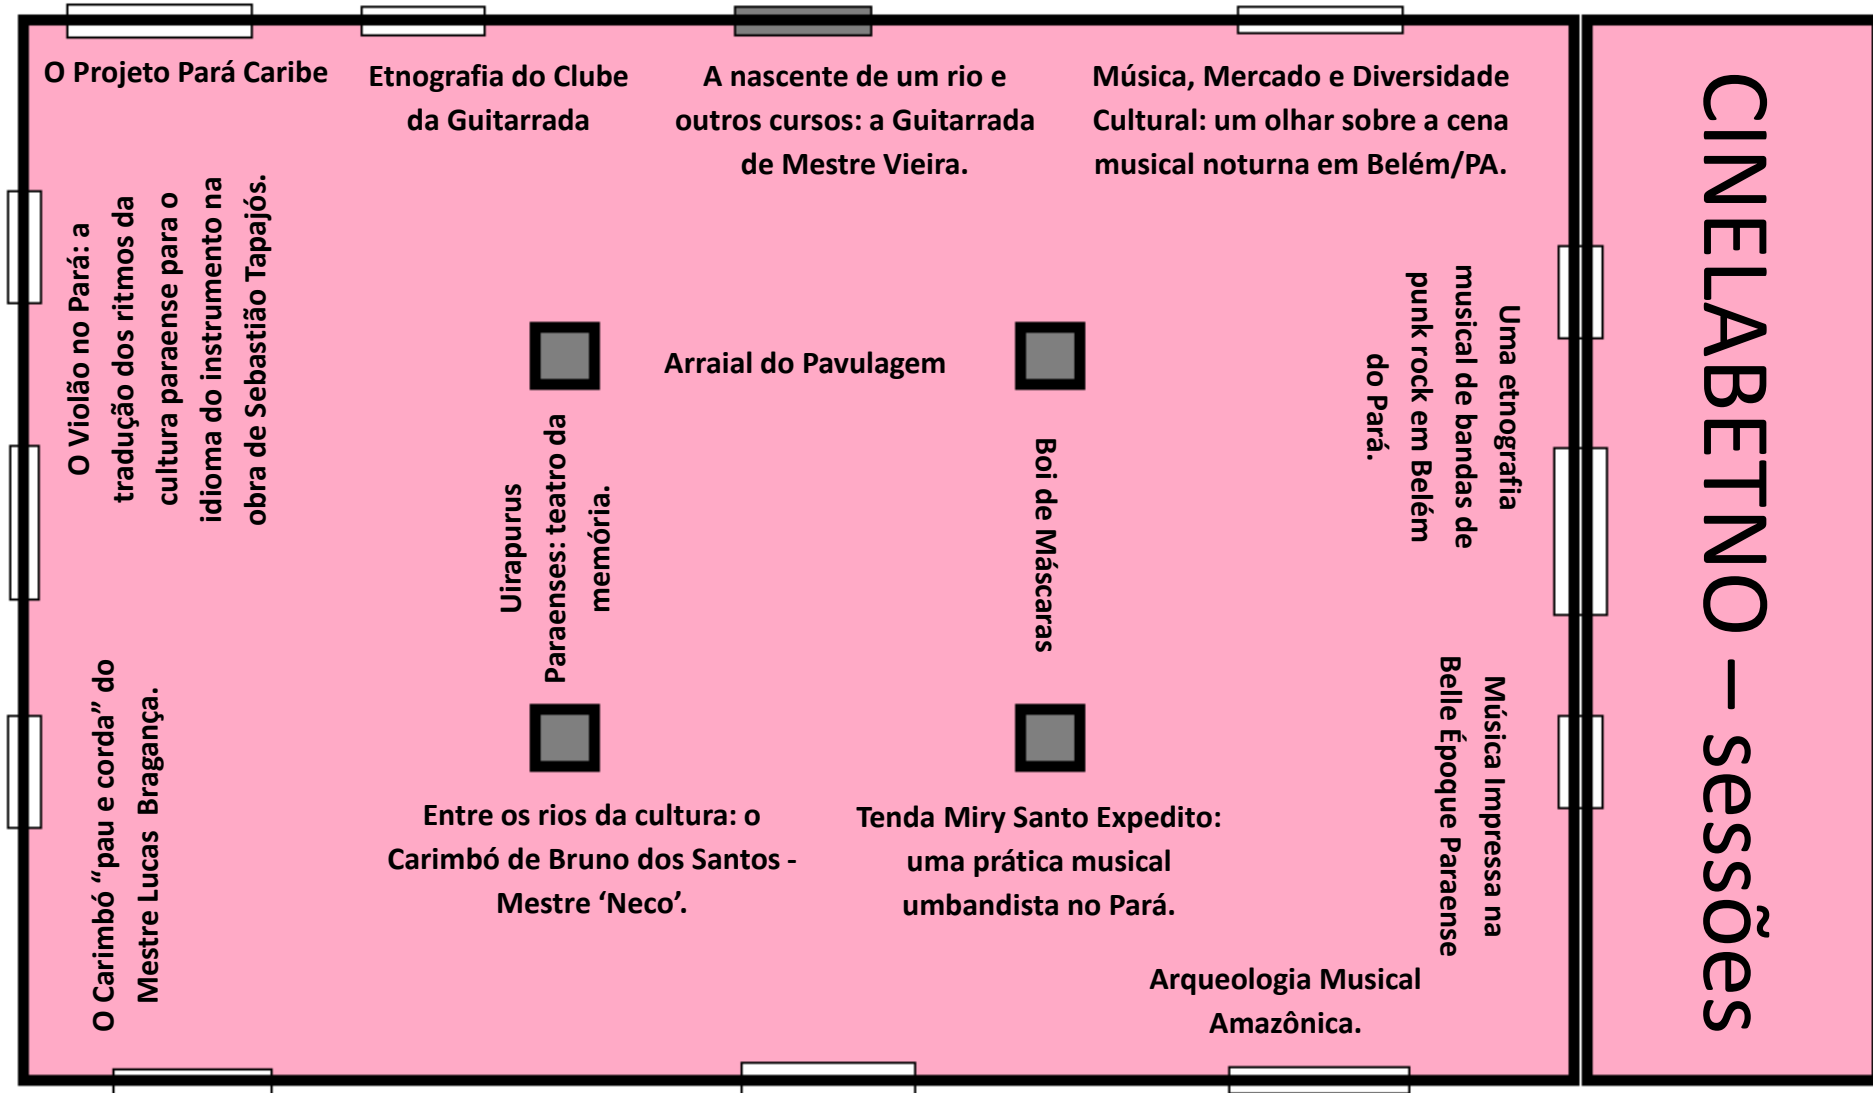 O Projeto Pará Caribe
Etnografia do Clube
da Guitarrada
A nascente de um rio e
outros cursos: a Guitarrada
de Mestre Vieira.
Música, Mercado e Diversidade
Cultural: um olhar sobre a cena
musical noturna em Belém/PA.
O Violão no Pará: a
tradução dos ritmos da
cultura paraense para o
idioma do instrumento na
obra de Sebastião Tapajós.
Arraial do Pavulagem
Uma etnografia
musical de bandas de
punk rock em Belém
do Pará.
Uirapurus
Paraenses: teatro da
memória.
Boi de Máscaras
O Carimbó “pau e corda” do
Mestre Lucas Bragança.
Entre os rios da cultura: o
Carimbó de Bruno dos Santos -
Mestre ‘Neco’.
Tenda Miry Santo Expedito:
uma prática musical
umbandista no Pará.
Música Impressa na
Belle Époque Paraense
Arqueologia Musical
Amazônica.
CINELABETNO – sessões